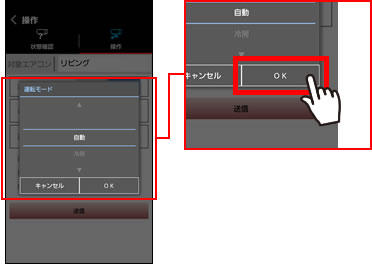 く 操作
状態確認 操作
対象エアコン リビング
運転モード
▲
自動
冷房
▼
キャンセル OK
送信
自動
冷房
▼
キャンセル OK
送信